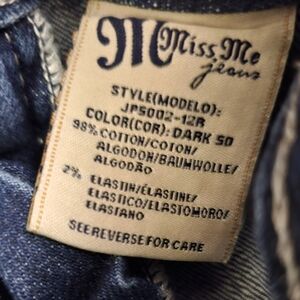 M Miss Me
jeans
STYLE(MODELO):
JP5002-12R
COLOR(COR): DARK SD
98% COTTON/COTON/
ALGODON/BAUMWOLLE/
ALGODÃO
2% ELASTIN/ÉLASTINE/
ELASTICO/ELASTOMORO/
ELASTANO
SEE REVERSE FOR CARE